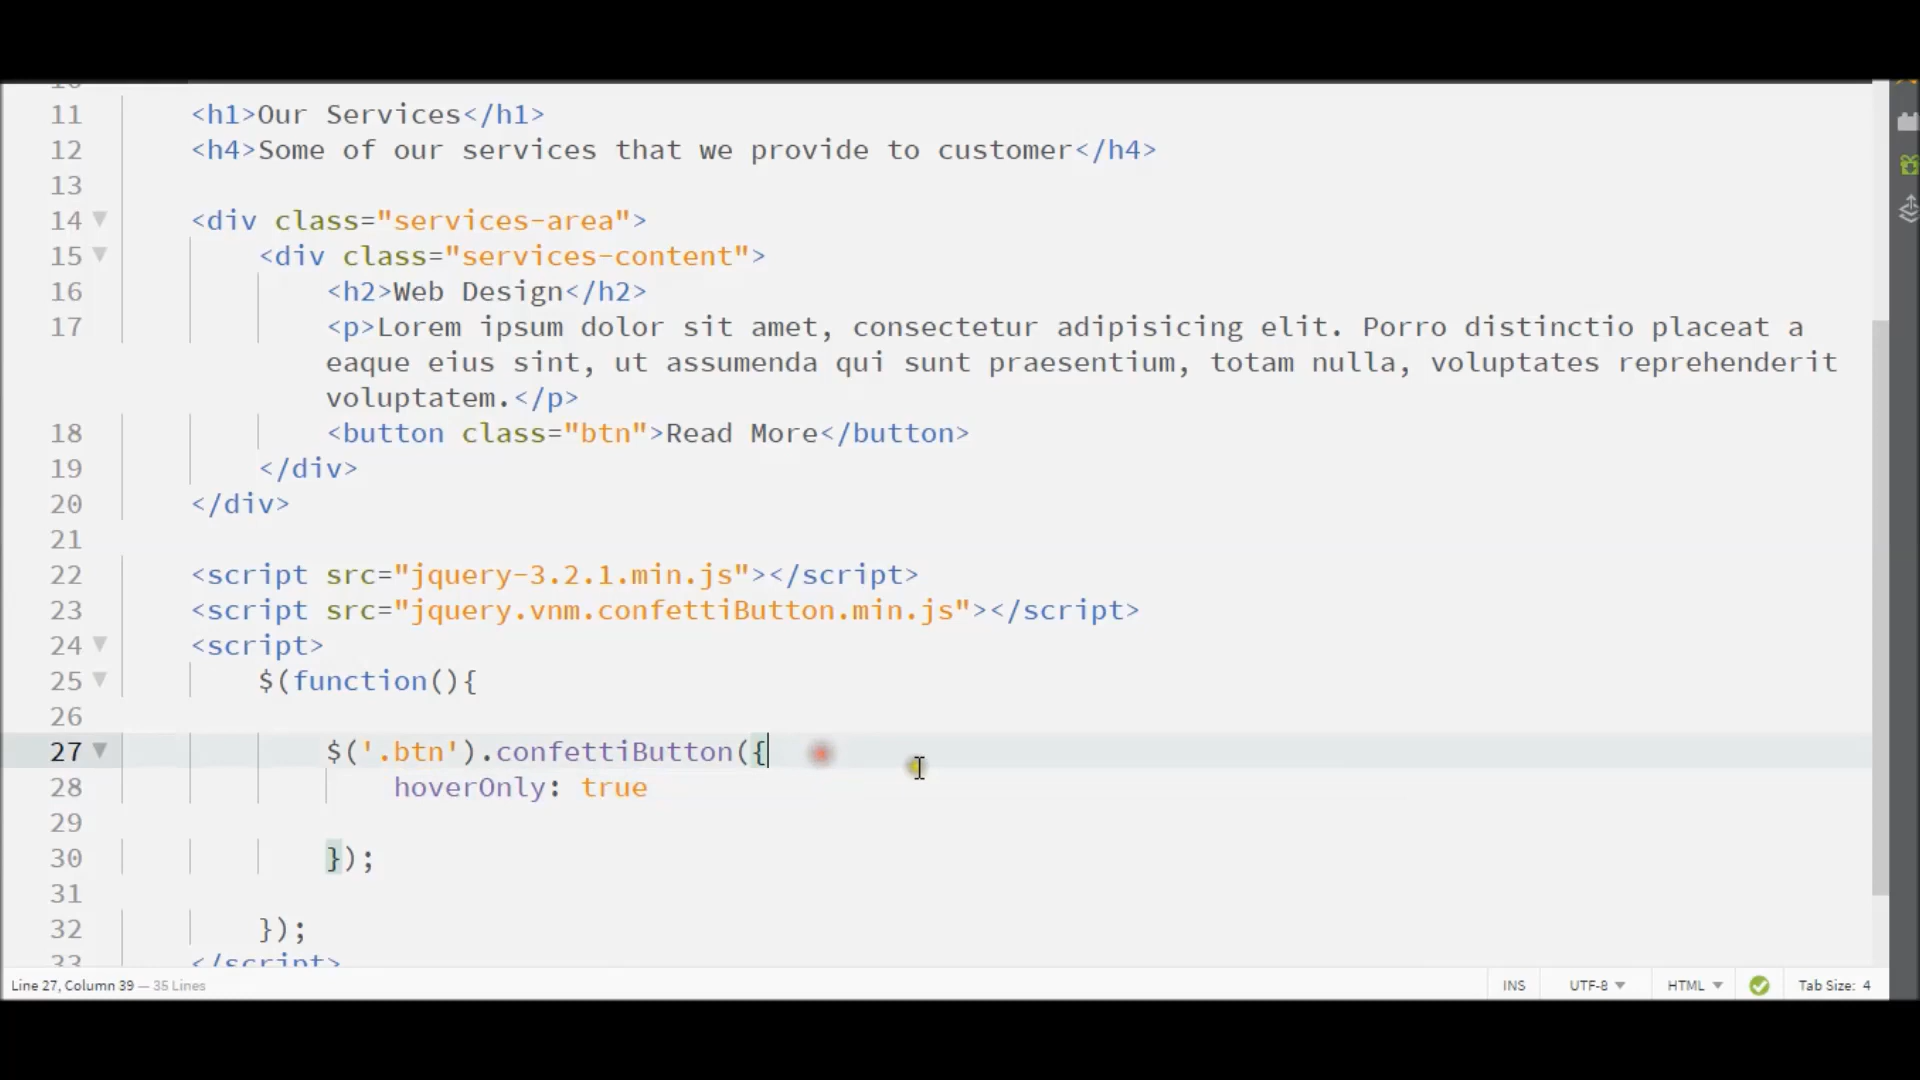 11 <h1>Our Services</h1>
12 <h4>Some of our services that we provide to customer</h4>
13
14 <div class="services-area">
15 <div class="services-content">
16 <h2>Web Design</h2>
17 <p>Lorem ipsum dolor sit amet, consectetur adipisicing elit. Porro distinctio placeat a
eaque eius sint, ut assumenda qui sunt praesentium, totam nulla, voluptates reprehenderit
voluptatem.</p>
18 <button class="btn">Read More</button>
19 </div>
20 </div>
21
22 <script src="jquery-3.2.1.min.js"></script>
23 <script src="jquery.vnm.confettiButton.min.js"></script>
24 <script>
25 $(function(){
26
27 $('.btn').confettiButton({
28 hoverOnly: true
29
30 });
31
32 });
33 </script>
Line 27, Column 39 — 35 Lines INS UTF-8 HTML Tab Size: 4